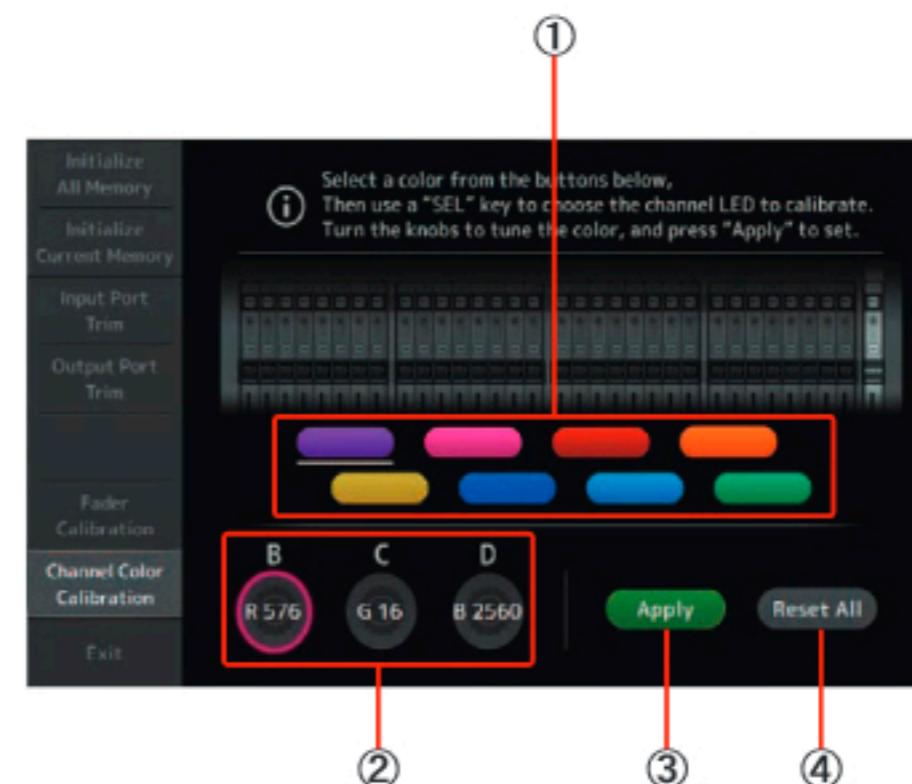 ①
Initialize
All Memory
Initialize
Current Memory
Input Port
Trim
Output Port
Trim
Fader
Calibration
Channel Color
Calibration
Exit
Select a color from the buttons below,
Then use a "SEL" key to choose the channel LED to calibrate.
Turn the knobs to tune the color, and press "Apply" to set.
B C D
R 576 G 16 B 2560
Apply Reset All
② ③ ④